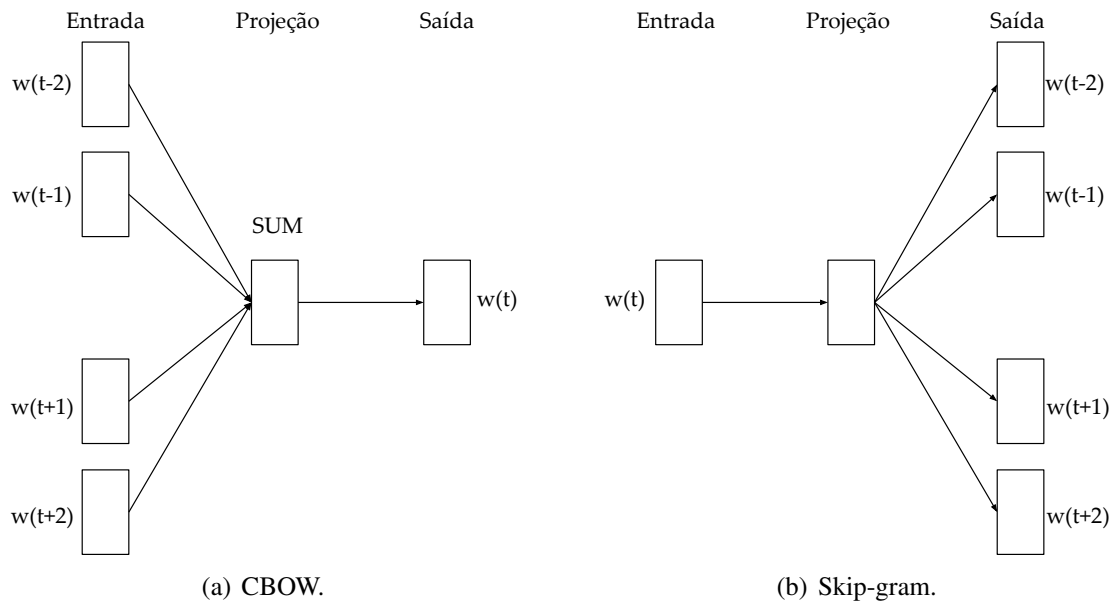 Entrada Projeção Saída
w(t-2)
w(t-1)
SUM
w(t)
w(t+1)
w(t+2)
(a) CBOW.
Entrada Projeção Saída
w(t-2)
w(t-1)
w(t)
w(t+1)
w(t+2)
(b) Skip-gram.